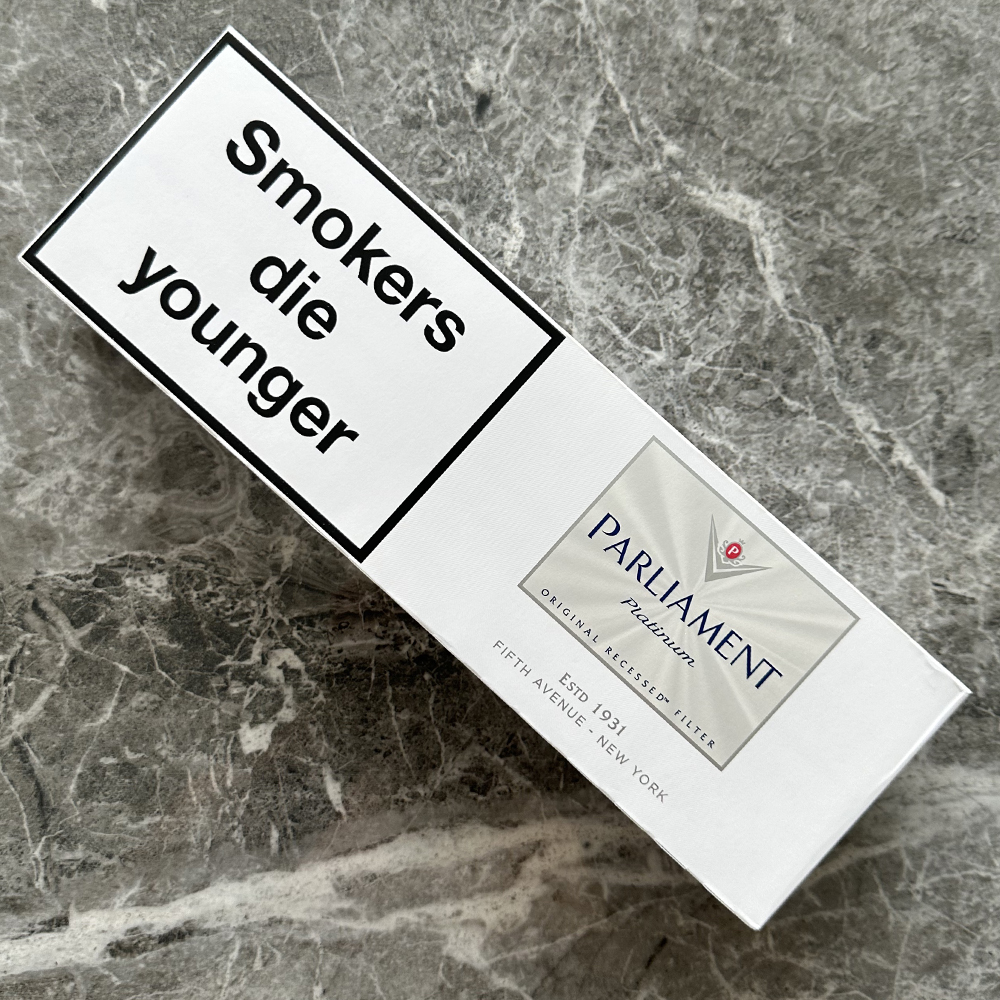 Smokers
die
younger
P
PARLIAMENT
Platinum
ORIGINAL RECESSED™ FILTER
ESTD 1931
FIFTH AVENUE - NEW YORK